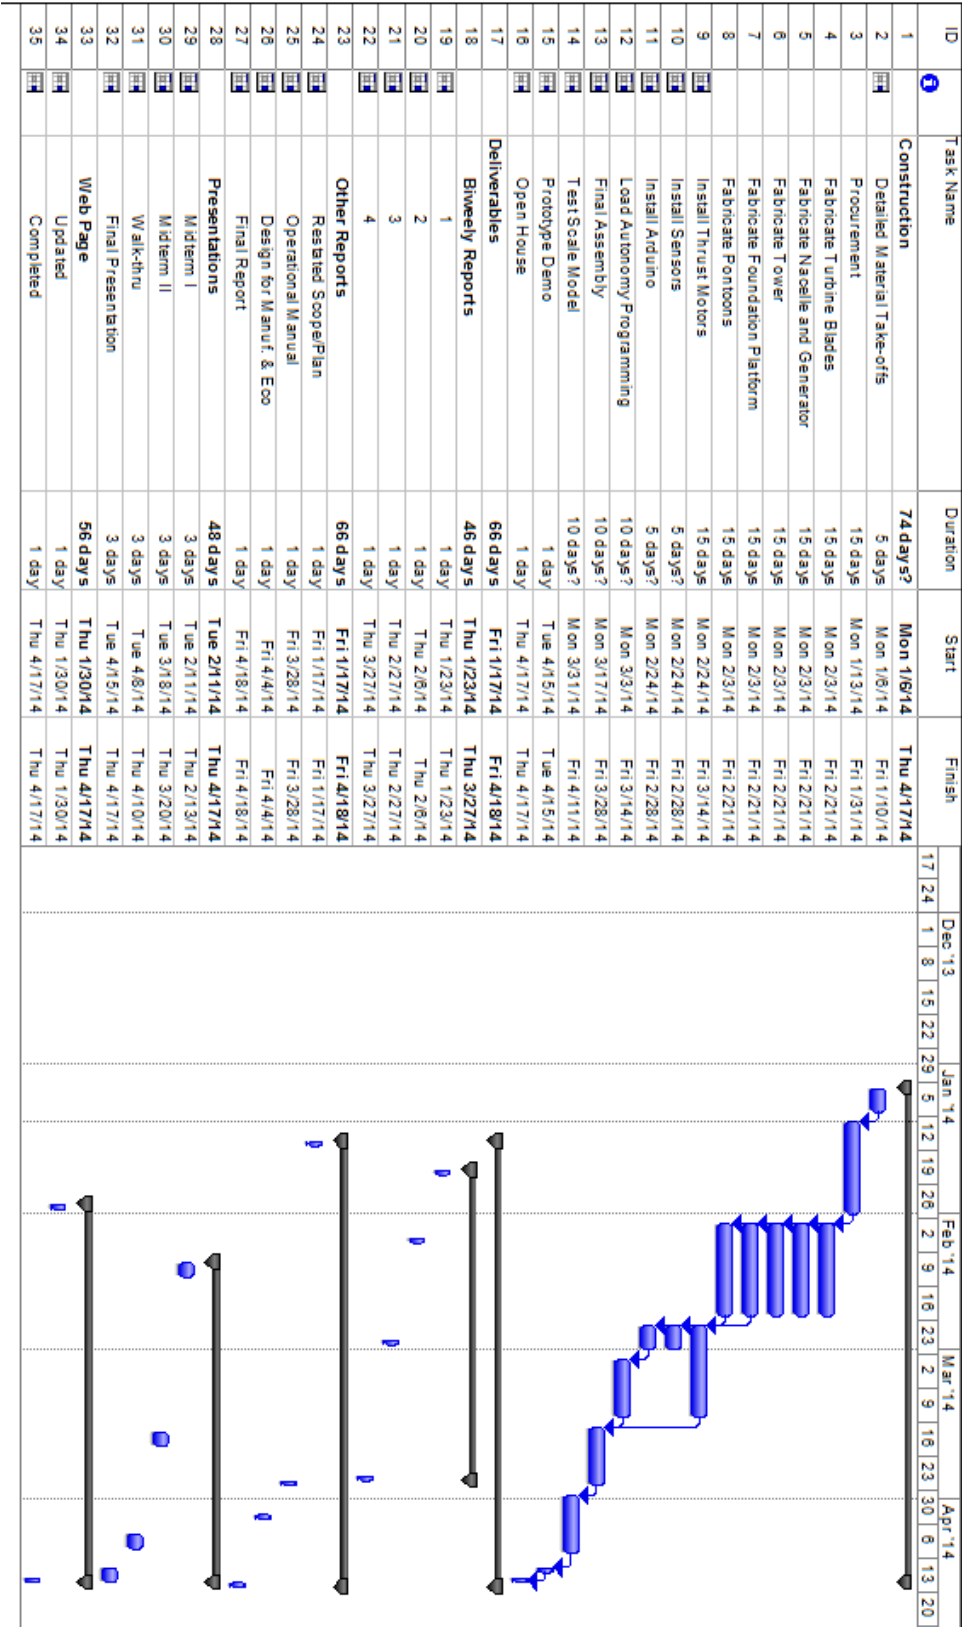 ID Task Name Duration Start Finish Dec '13 Jan '14 Feb '14 Mar '14 Apr '14
17 24 1 8 15 22 29 5 12 19 26 2 9 16 23 2 9 16 23 30 6 13 20
1 Construction 74 days? Mon 1/6/14 Thu 4/17/14
2 Detailed Material Take-offs 5 days Mon 1/6/14 Fri 1/10/14
3 Procurement 15 days Mon 1/13/14 Fri 1/31/14
4 Fabricate Turbine Blades 15 days Mon 2/3/14 Fri 2/21/14
5 Fabricate Nacelle and Generator 15 days Mon 2/3/14 Fri 2/21/14
6 Fabricate Tower 15 days Mon 2/3/14 Fri 2/21/14
7 Fabricate Foundation Platform 15 days Mon 2/3/14 Fri 2/21/14
8 Fabricate Pontoons 15 days Mon 2/3/14 Fri 2/21/14
9 Install Thrust Motors 15 days Mon 2/24/14 Fri 3/14/14
10 Install Sensors 5 days? Mon 2/24/14 Fri 2/28/14
11 Install Arduino 5 days? Mon 2/24/14 Fri 2/28/14
12 Load Autonomy Programming 10 days? Mon 3/3/14 Fri 3/14/14
13 Final Assembly 10 days? Mon 3/17/14 Fri 3/28/14
14 Test Scale Model 10 days? Mon 3/31/14 Fri 4/11/14
15 Prototype Demo 1 day Tue 4/15/14 Tue 4/15/14
16 Open House 1 day Thu 4/17/14 Thu 4/17/14
17 Deliverables 66 days Fri 1/17/14 Fri 4/18/14
18 Biweely Reports 46 days Thu 1/23/14 Thu 3/27/14
19 1 1 day Thu 1/23/14 Thu 1/23/14
20 2 1 day Thu 2/6/14 Thu 2/6/14
21 3 1 day Thu 2/27/14 Thu 2/27/14
22 4 1 day Thu 3/27/14 Thu 3/27/14
23 Other Reports 66 days Fri 1/17/14 Fri 4/18/14
24 Restated Scope/Plan 1 day Fri 1/17/14 Fri 1/17/14
25 Operational Manual 1 day Fri 3/28/14 Fri 3/28/14
26 Design for Manuf. & Eco 1 day Fri 4/4/14 Fri 4/4/14
27 Final Report 1 day Fri 4/18/14 Fri 4/18/14
28 Presentations 48 days Tue 2/11/14 Thu 4/17/14
29 Midterm I 3 days Tue 2/11/14 Thu 2/13/14
30 Midterm II 3 days Tue 3/18/14 Thu 3/20/14
31 Walk-thru 3 days Tue 4/8/14 Thu 4/10/14
32 Final Presentation 3 days Tue 4/15/14 Thu 4/17/14
33 Web Page 56 days Thu 1/30/14 Thu 4/17/14
34 Updated 1 day Thu 1/30/14 Thu 1/30/14
35 Completed 1 day Thu 4/17/14 Thu 4/17/14